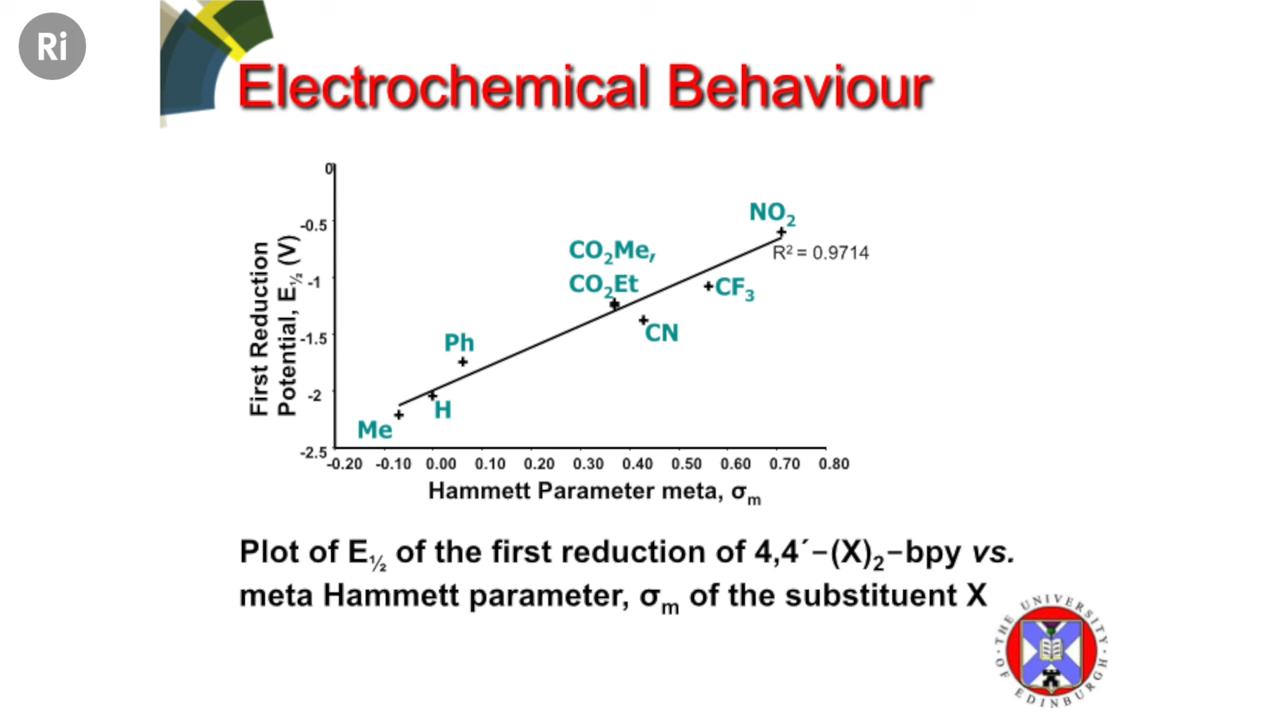 Ri
Electrochemical Behaviour
First Reduction
Potential, E½ (V)
0
-0.5
-1
-1.5
-2
-2.5
NO₂
R² = 0.9714
CO₂Me,
CO₂Et
CF₃
CN
Ph
H
Me
-0.20 -0.10 0.00 0.10 0.20 0.30 0.40 0.50 0.60 0.70 0.80
Hammett Parameter meta, σₘ
Plot of E½ of the first reduction of 4,4´-(X)₂-bpy vs.
meta Hammett parameter, σₘ of the substituent X
THE UNIVERSITY OF EDINBURGH